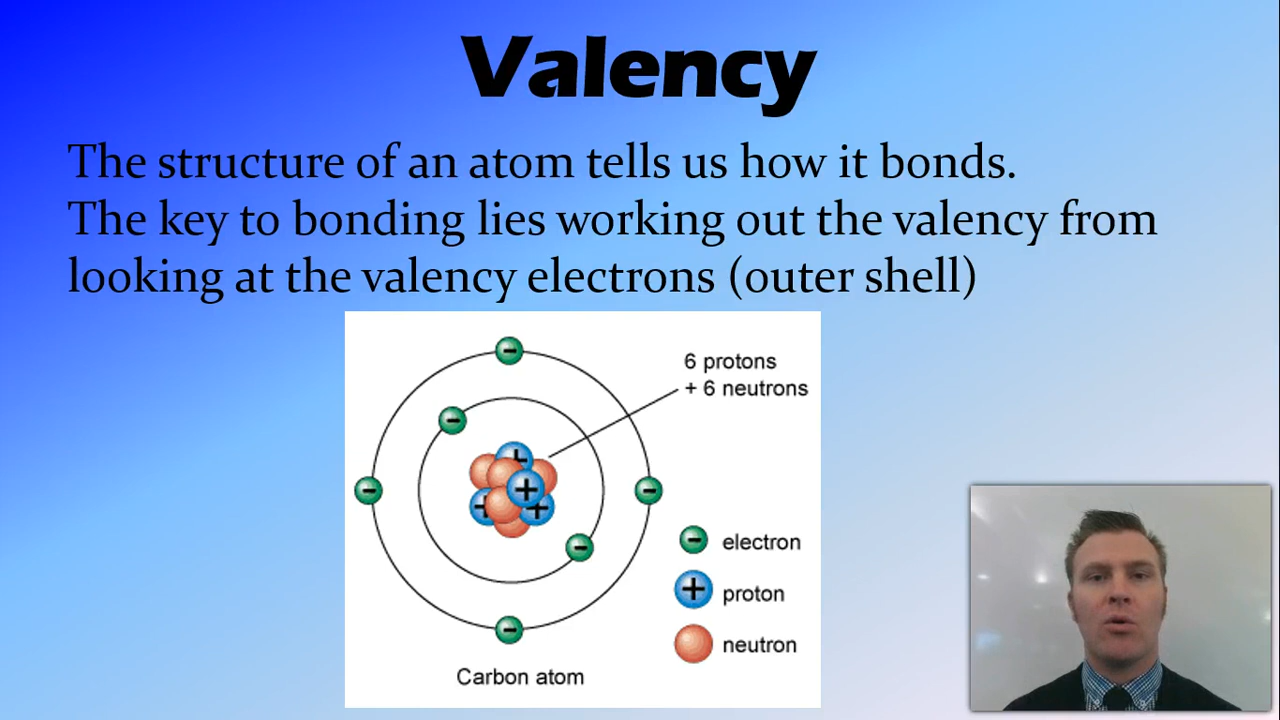 Valency
The structure of an atom tells us how it bonds.
The key to bonding lies working out the valency from
looking at the valency electrons (outer shell)
6 protons
+ 6 neutrons
electron
proton
neutron
Carbon atom